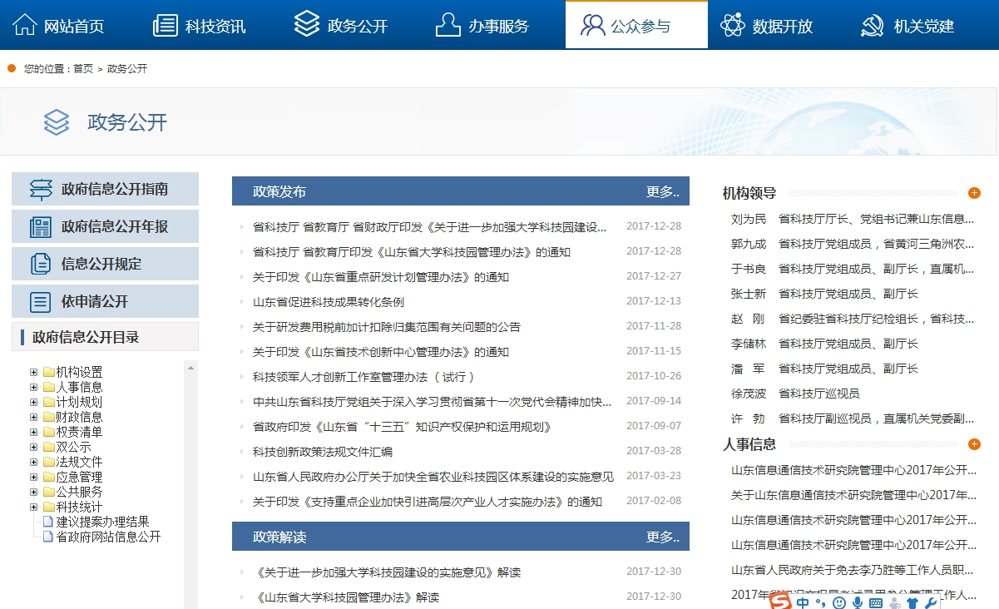 网站首页 科技资讯 政务公开 办事服务 公众参与 数据开放 机关党建
您的位置：首页 > 政务公开
政务公开
政府信息公开指南
政府信息公开年报
信息公开规定
依申请公开
政府信息公开目录
机构设置
人事信息
计划规划
财政信息
权责清单
双公示
法规文件
应急管理
公共服务
科技统计
建议提案办理结果
省政府网站信息公开
政策发布 更多..
省科技厅 省教育厅 省财政厅印发《关于进一步加强大学科技园建设... 2017-12-28
省科技厅 省教育厅印发《山东省大学科技园管理办法》的通知 2017-12-28
关于印发《山东省重点研发计划管理办法》的通知 2017-12-27
山东省促进科技成果转化条例 2017-12-13
关于研发费用税前加计扣除归集范围有关问题的公告 2017-11-28
关于印发《山东省技术创新中心管理办法》的通知 2017-11-15
科技领军人才创新工作室管理办法（试行） 2017-10-26
中共山东省科技厅党组关于深入学习贯彻省第十一次党代会精神加快... 2017-09-14
省政府印发《山东省“十三五”知识产权保护和运用规划》 2017-09-07
科技创新政策法规文件汇编 2017-03-28
山东省人民政府办公厅关于加快全省农业科技园区体系建设的实施意见 2017-03-23
关于印发《支持重点企业加快引进高层次产业人才实施办法》的通知 2017-02-08
政策解读 更多..
《关于进一步加强大学科技园建设的实施意见》解读 2017-12-30
《山东省大学科技园管理办法》解读 2017-12-30
机构领导
刘为民 省科技厅厅长、党组书记兼山东信息...
郭九成 省科技厅党组成员，省黄河三角洲农...
于书良 省科技厅党组成员、副厅长，直属机...
张士新 省科技厅党组成员、副厅长
赵 刚 省纪委驻省科技厅纪检组长，省科技...
李储林 省科技厅党组成员、副厅长
潘 军 省科技厅党组成员、副厅长
徐茂波 省科技厅巡视员
许 勃 省科技厅副巡视员，直属机关党委副...
人事信息
山东信息通信技术研究院管理中心2017年公开...
关于山东信息通信技术研究院管理中心2017年...
山东信息通信技术研究院管理中心2017年公开...
山东信息通信技术研究院管理中心2017年公开...
山东省人民政府关于免去李乃胜等工作人员职...
2017年省知识产权局考试录用参公管理工作人...
中